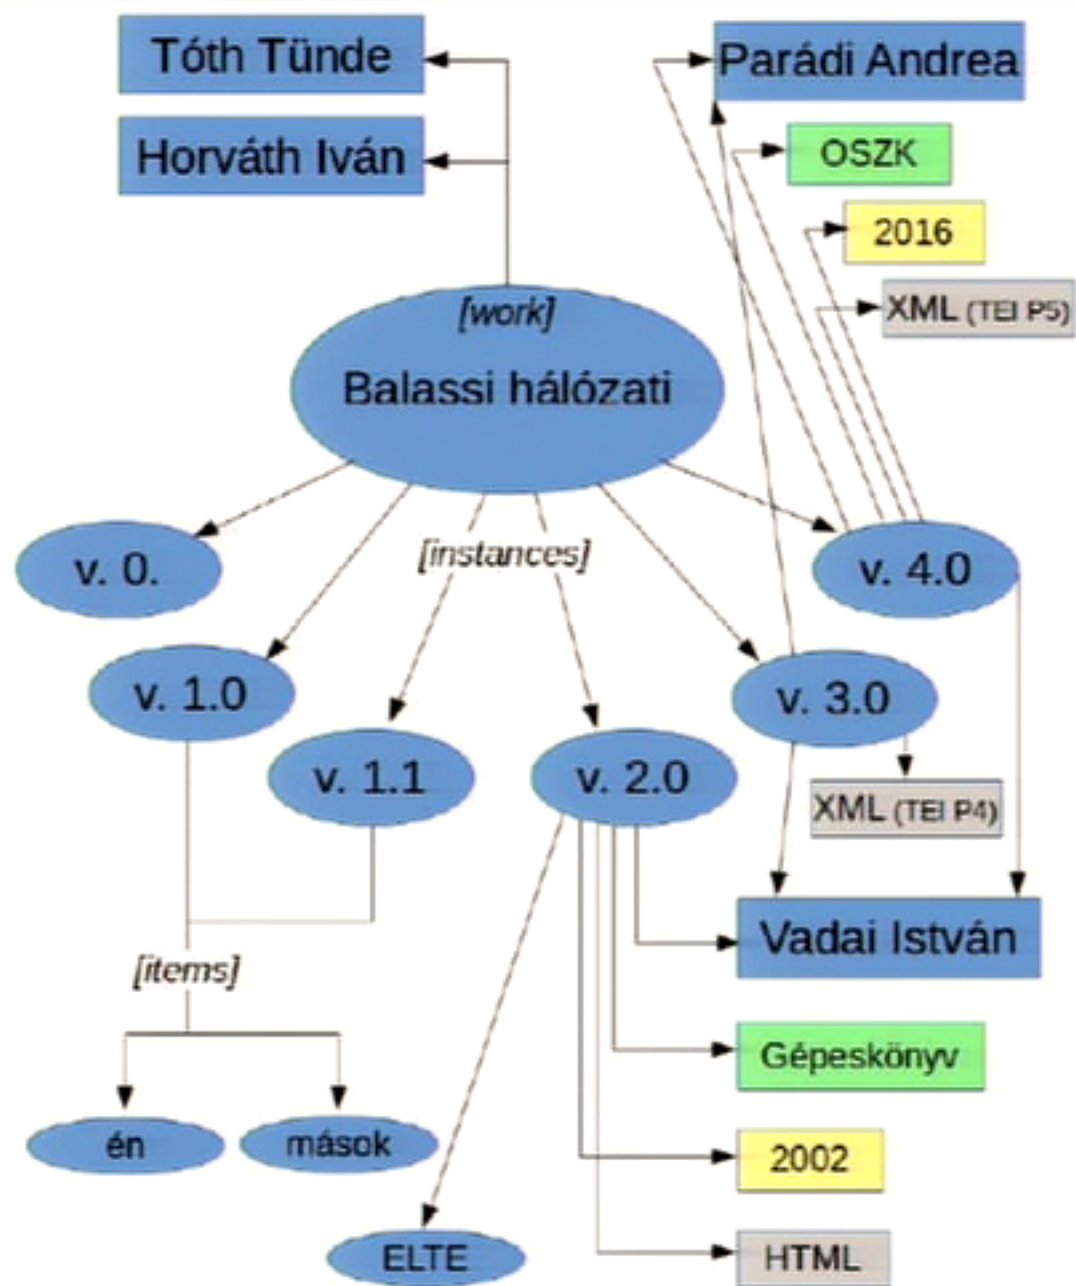 Tóth Tünde
Parádi Andrea
Horváth Iván
OSZK
2016
XML (TEI P5)
[work]
Balassi hálózati
[instances]
v. 0.
v. 4.0
v. 1.0
v. 3.0
v. 1.1
v. 2.0
XML (TEI P4)
Vadai István
[items]
Gépeskönyv
én
mások
2002
ELTE
HTML